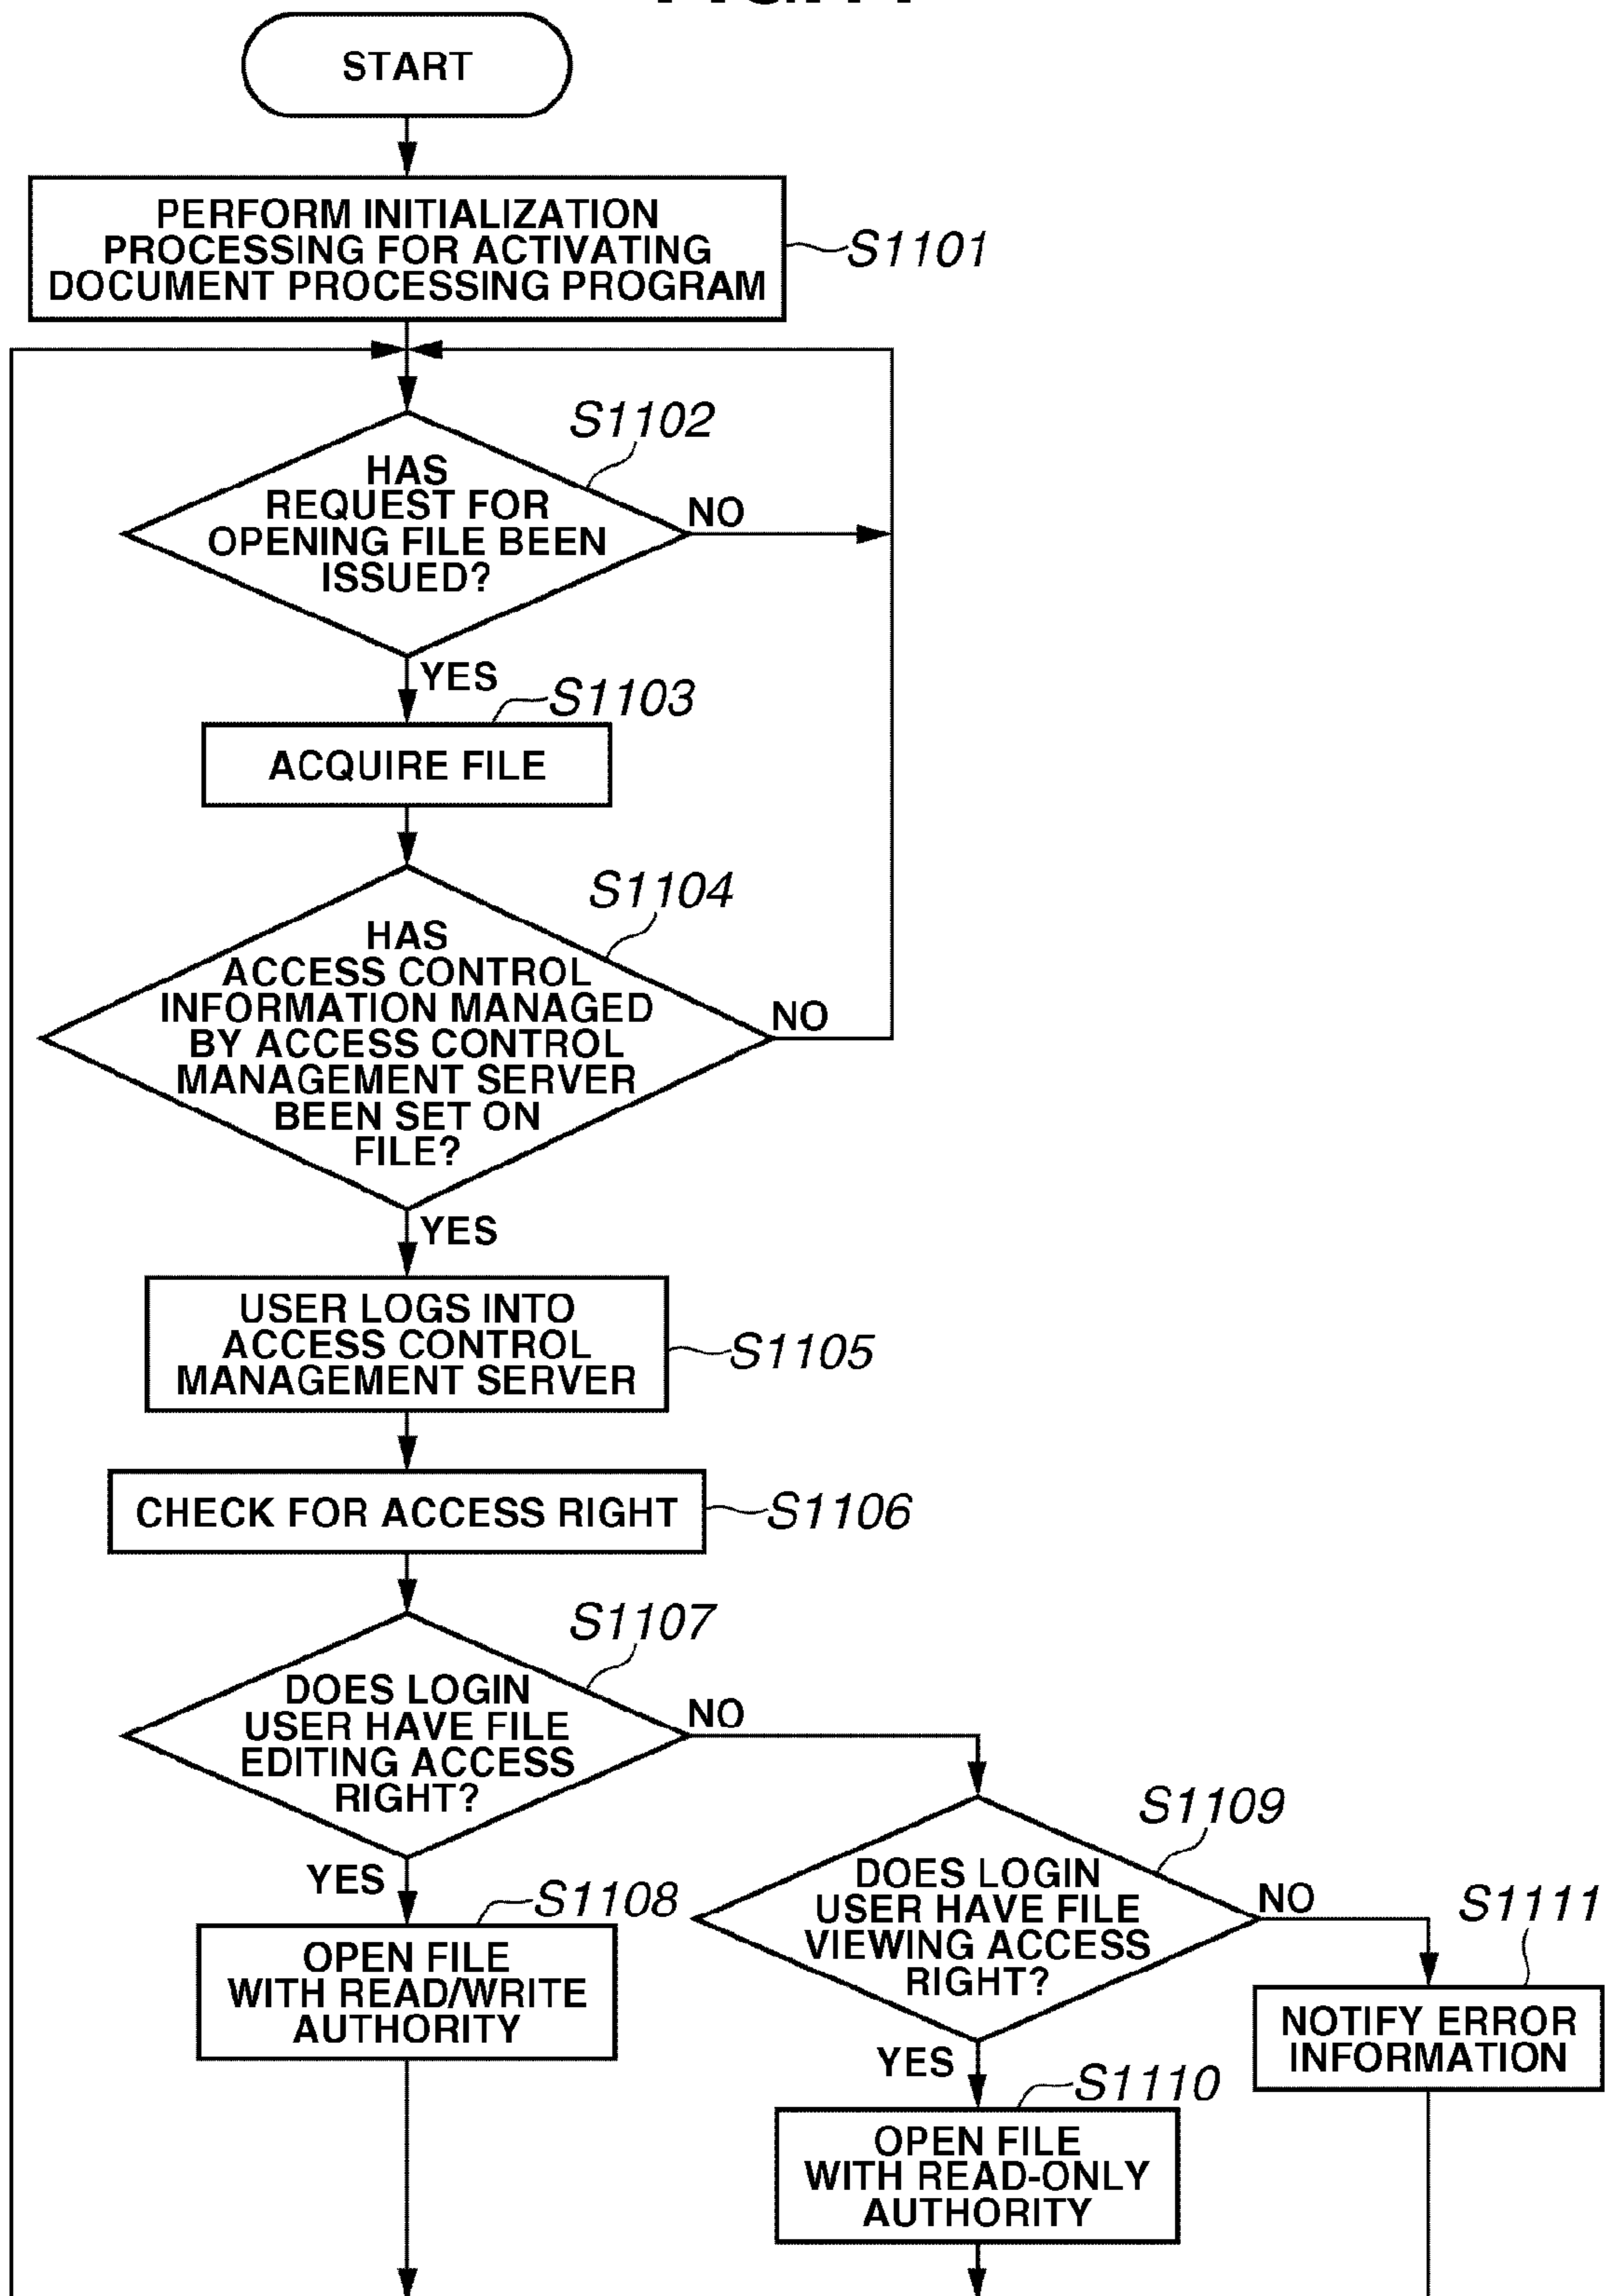 START
PERFORM INITIALIZATION
PROCESSING FOR ACTIVATING
DOCUMENT PROCESSING PROGRAM
S1101
S1102
HAS
REQUEST FOR
OPENING FILE BEEN
ISSUED?
NO
YES
S1103
ACQUIRE FILE
S1104
HAS
ACCESS CONTROL
INFORMATION MANAGED
BY ACCESS CONTROL
MANAGEMENT SERVER
BEEN SET ON
FILE?
NO
YES
USER LOGS INTO
ACCESS CONTROL
MANAGEMENT SERVER
S1105
CHECK FOR ACCESS RIGHT
S1106
S1107
DOES LOGIN
USER HAVE FILE
EDITING ACCESS
RIGHT?
NO
YES
S1108
OPEN FILE
WITH READ/WRITE
AUTHORITY
S1109
DOES LOGIN
USER HAVE FILE
VIEWING ACCESS
RIGHT?
NO
YES
S1111
NOTIFY ERROR
INFORMATION
S1110
OPEN FILE
WITH READ-ONLY
AUTHORITY